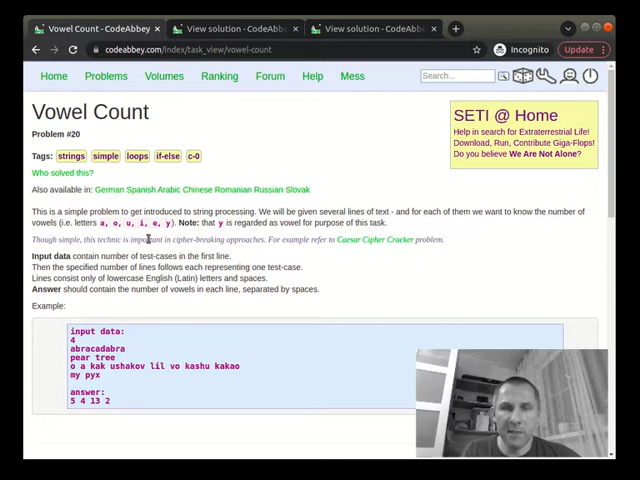 Vowel Count - CodeAbbey
View solution - CodeAbb
View solution - CodeAbb
codeabbey.com/index/task_view/vowel-count
Incognito
Update
Home Problems Volumes Ranking Forum Help Mess
Search...
Vowel Count
Problem #20
SETI @ Home
Help in search for Extraterrestrial Life!
Download, Run, Contribute Giga-Flops!
Do you believe We Are Not Alone?
Tags: strings simple loops if-else c-0
Who solved this?
Also available in: German Spanish Arabic Chinese Romanian Russian Slovak
This is a simple problem to get introduced to string processing. We will be given several lines of text - and for each of them we want to know the number of
vowels (i.e. letters a, o, u, i, e, y). Note: that y is regarded as vowel for purpose of this task.
Though simple, this technic is important in cipher-breaking approaches. For example refer to Caesar Cipher Cracker problem.
Input data contain number of test-cases in the first line.
Then the specified number of lines follows each representing one test-case.
Lines consist only of lowercase English (Latin) letters and spaces.
Answer should contain the number of vowels in each line, separated by spaces.
Example:
input data:
4
abracadabra
pear tree
o a kak ushakov lil vo kashu kakao
my pyx
answer:
5 4 13 2